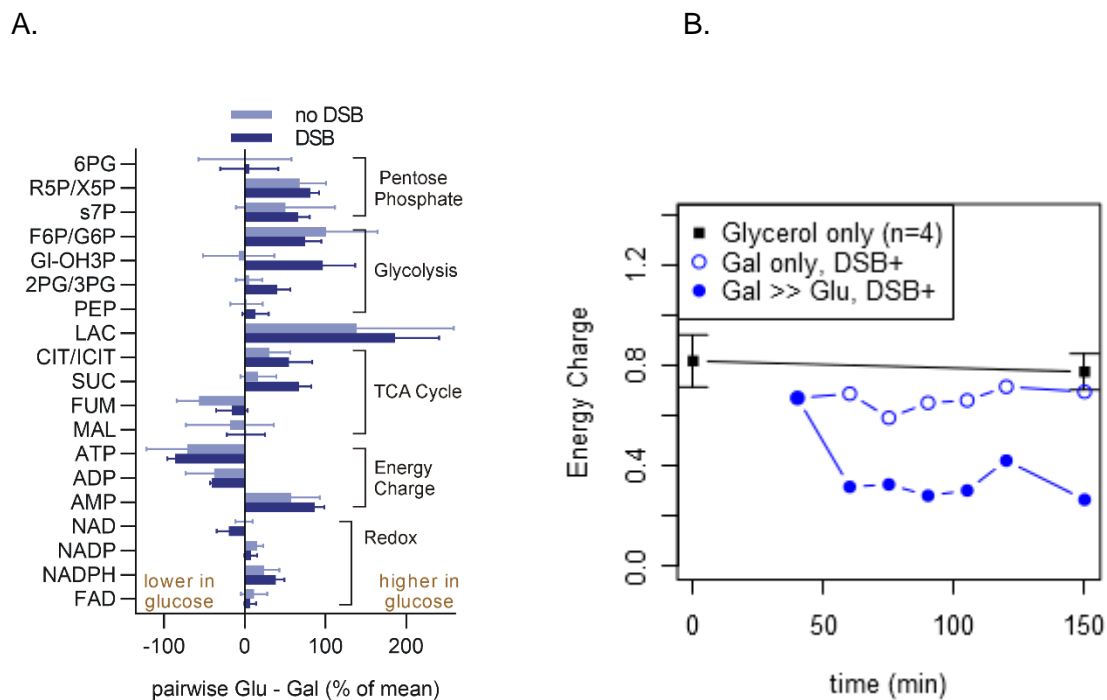 A.
no DSB
DSB
6PG
R5P/X5P
s7P
F6P/G6P
Gl-OH3P
2PG/3PG
PEP
LAC
CIT/ICIT
SUC
FUM
MAL
ATP
ADP
AMP
NAD
NADP
NADPH
FAD
Pentose
Phosphate
Glycolysis
TCA Cycle
Energy
Charge
Redox
lower in
glucose
higher in
glucose
-100 0 100 200
pairwise Glu - Gal (% of mean)
B.
Glycerol only (n=4)
Gal only, DSB+
Gal >> Glu, DSB+
Energy Charge
1.2
0.8
0.4
0.0
0 50 100 150
time (min)